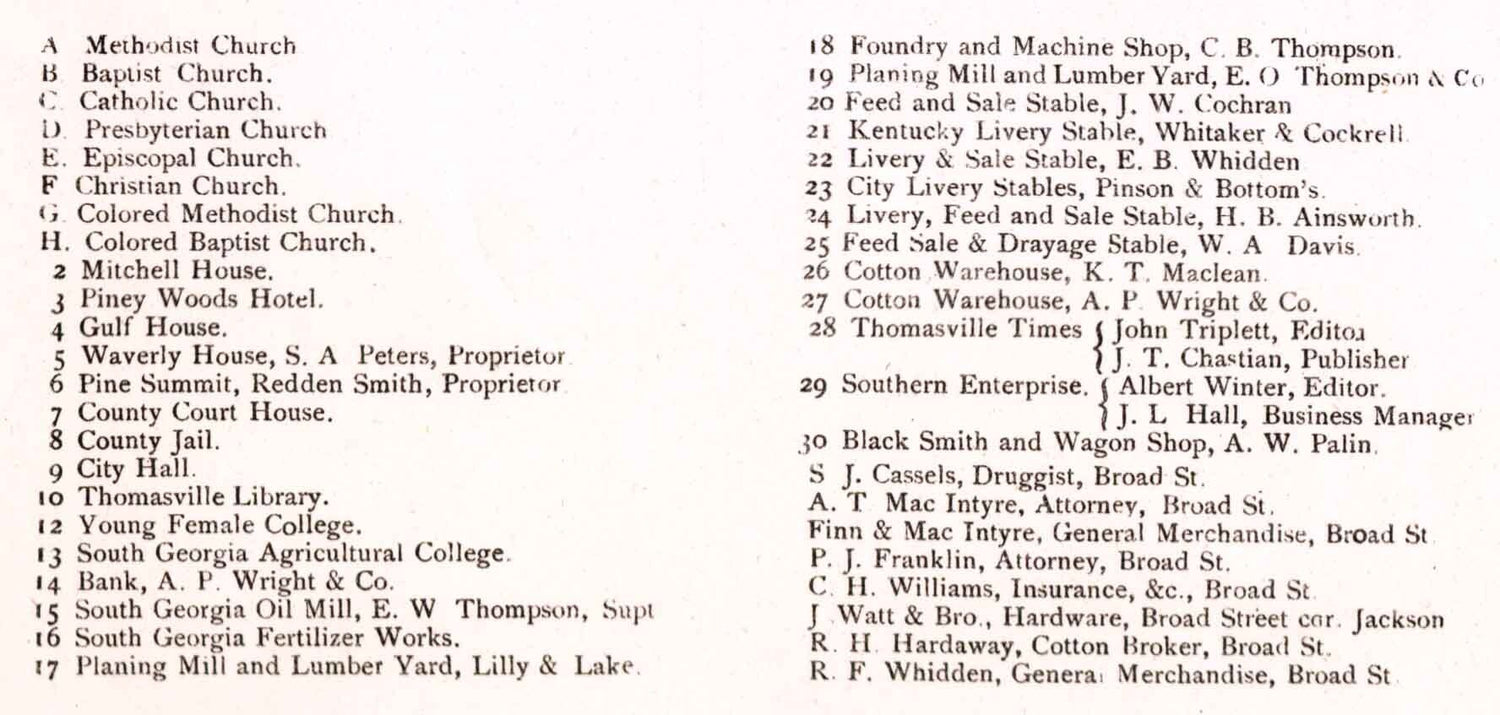 A Methodist Church
B Baptist Church.
C. Catholic Church.
D. Presbyterian Church
E. Episcopal Church.
F Christian Church.
G. Colored Methodist Church.
H. Colored Baptist Church.
2 Mitchell House.
3 Piney Woods Hotel.
4 Gulf House.
5 Waverly House, S. A Peters, Proprietor
6 Pine Summit, Redden Smith, Proprietor
7 County Court House.
8 County Jail.
9 City Hall.
10 Thomasville Library.
12 Young Female College.
13 South Georgia Agricultural College.
14 Bank, A. P. Wright & Co.
15 South Georgia Oil Mill, E. W Thompson, Supt
16 South Georgia Fertilizer Works.
17 Planing Mill and Lumber Yard, Lilly & Lake.
18 Foundry and Machine Shop, C. B. Thompson.
19 Planing Mill and Lumber Yard, E. O Thompson & Co
20 Feed and Sale Stable, J. W. Cochran
21 Kentucky Livery Stable, Whitaker & Cockrell
22 Livery & Sale Stable, E. B. Whidden
23 City Livery Stables, Pinson & Bottom's.
24 Livery, Feed and Sale Stable, H. B. Ainsworth.
25 Feed Sale & Drayage Stable, W. A Davis.
26 Cotton Warehouse, K. T. Maclean.
27 Cotton Warehouse, A. P. Wright & Co.
28 Thomasville Times { John Triplett, Editor
J. T. Chastian, Publisher
29 Southern Enterprise. { Albert Winter, Editor.
J. L Hall, Business Manager
30 Black Smith and Wagon Shop, A. W. Palin.
S J. Cassels, Druggist, Broad St.
A. T Mac Intyre, Attorney, Broad St.
Finn & Mac Intyre, General Merchandise, Broad St.
P. J. Franklin, Attorney, Broad St.
C. H. Williams, Insurance, &c., Broad St
J Watt & Bro., Hardware, Broad Street cor. Jackson
R. H. Hardaway, Cotton Broker, Broad St.
R. F. Whidden, General Merchandise, Broad St